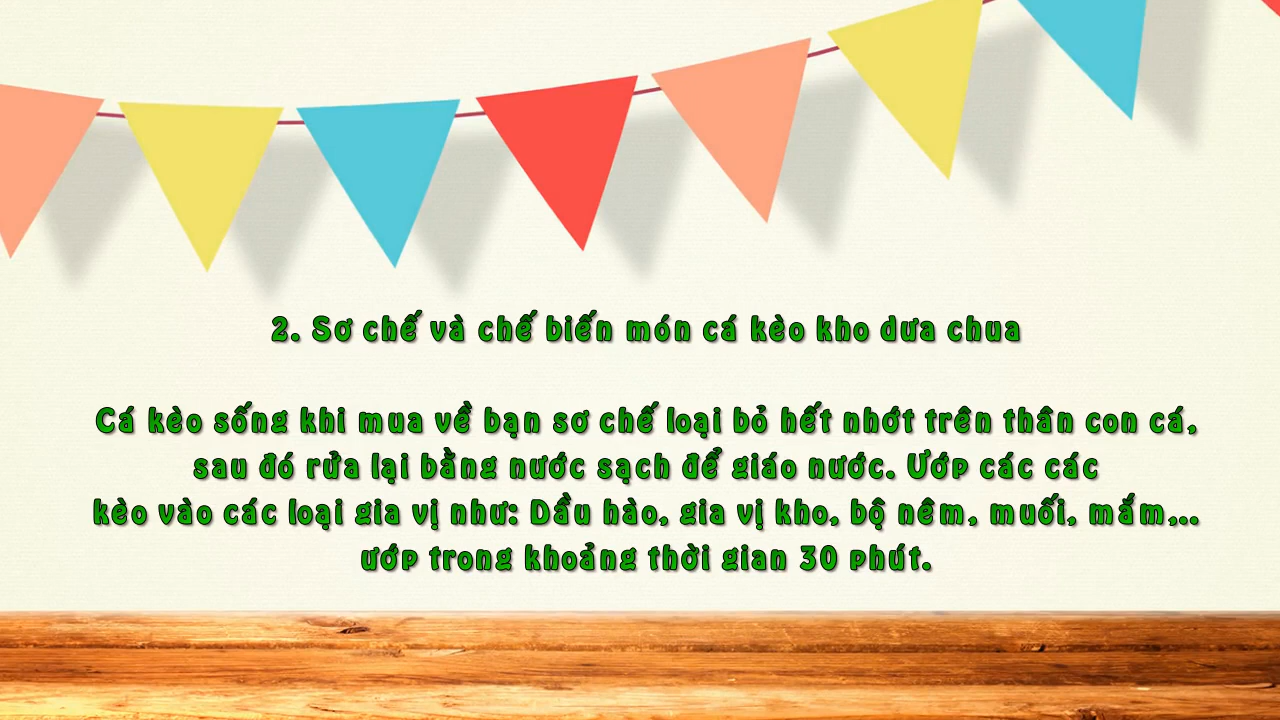 2. Sơ chế và chế biến món cá kèo kho dưa chua
Cá kèo sống khi mua về bạn sơ chế loại bỏ hết nhớt trên thân con cá,
sau đó rửa lại bằng nước sạch để giáo nước. Ướp các các
kèo vào các loại gia vị như: Dầu hào, gia vị kho, bộ nêm, muối, mắm,...
ướp trong khoảng thời gian 30 phút.